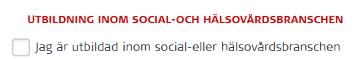 UTBILDNING INOM SOCIAL-OCH HÄLSOVÅRDSBRANSCHEN
Jag är utbildad inom social-eller hälsovårdsbranschen